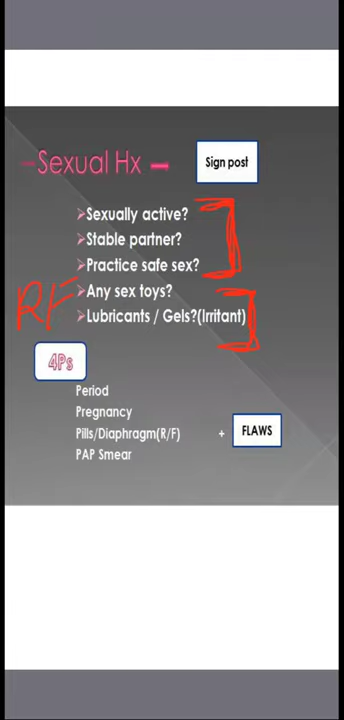 Sexual Hx
Sign post
Sexually active?
Stable partner?
Practice safe sex?
RF
Any sex toys?
Lubricants / Gels?(Irritant)
4Ps
Period
Pregnancy
Pills/Diaphragm(R/F)
+ FLAWS
PAP Smear